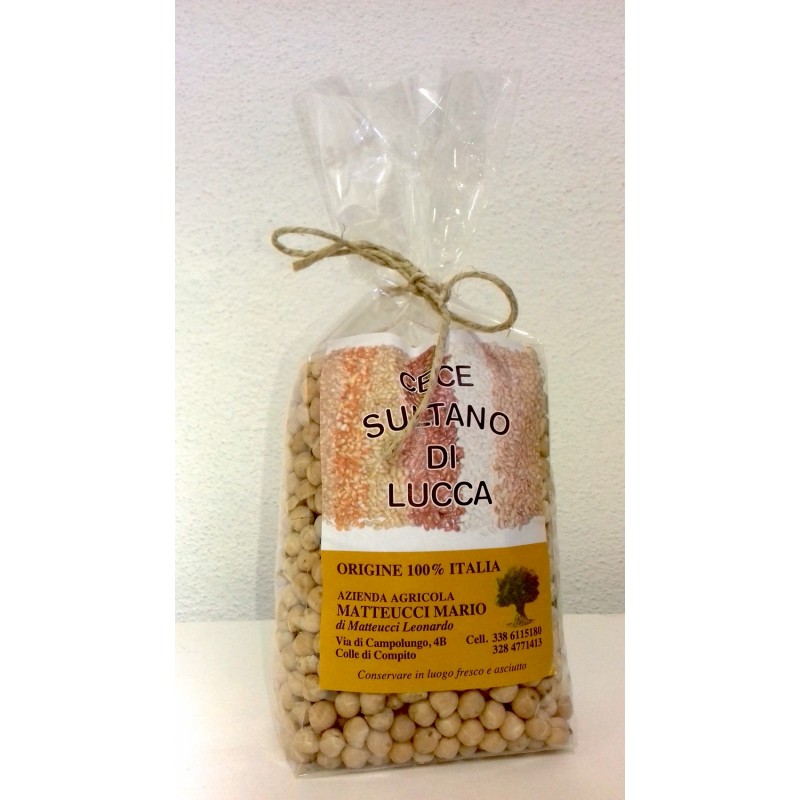 CECE
SULTANO
DI
LUCCA
ORIGINE 100% ITALIA
AZIENDA AGRICOLA
MATTEUCCI MARIO
di Matteucci Leonardo
Via di Campolungo, 4B
Colle di Compito
Cell. 338 6115180
328 4771413
Conservare in luogo fresco e asciutto